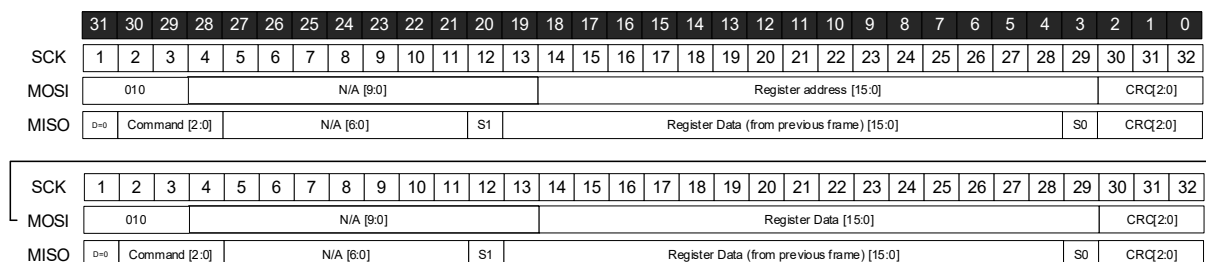 31 30 29 28 27 26 25 24 23 22 21 20 19 18 17 16 15 14 13 12 11 10 9 8 7 6 5 4 3 2 1 0
SCK 1 2 3 4 5 6 7 8 9 10 11 12 13 14 15 16 17 18 19 20 21 22 23 24 25 26 27 28 29 30 31 32
MOSI 010 N/A [9:0] Register address [15:0] CRC[2:0]
MISO D=0 Command [2:0] N/A [6:0] S1 Register Data (from previous frame) [15:0] S0 CRC[2:0]
SCK 1 2 3 4 5 6 7 8 9 10 11 12 13 14 15 16 17 18 19 20 21 22 23 24 25 26 27 28 29 30 31 32
MOSI 010 N/A [9:0] Register Data [15:0] CRC[2:0]
MISO D=0 Command [2:0] N/A [6:0] S1 Register Data (from previous frame) [15:0] S0 CRC[2:0]